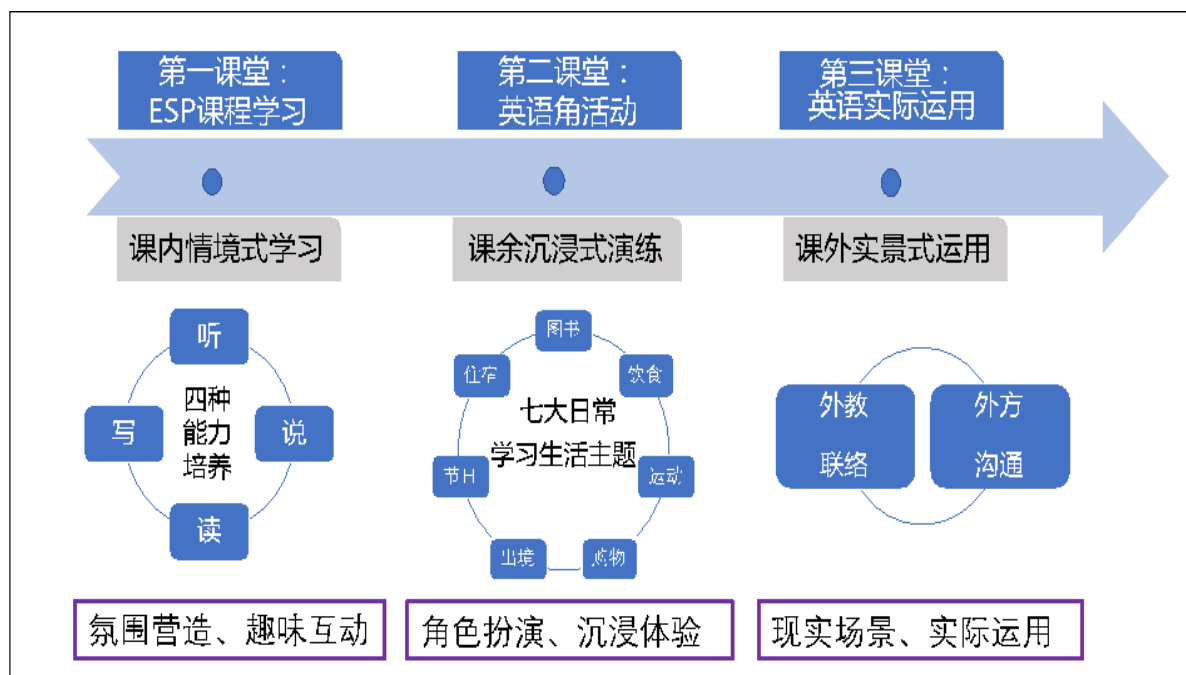 第一课堂：
ESP课程学习
第二课堂：
英语角活动
第三课堂：
英语实际运用
课内情境式学习
课余沉浸式演练
课外实景式运用
听
说
读
写
四种
能力
培养
图书
饮食
运动
购物
出境
节日
住宿
七大日常
学习生活主题
外教
联络
外方
沟通
氛围营造、趣味互动
角色扮演、沉浸体验
现实场景、实际运用